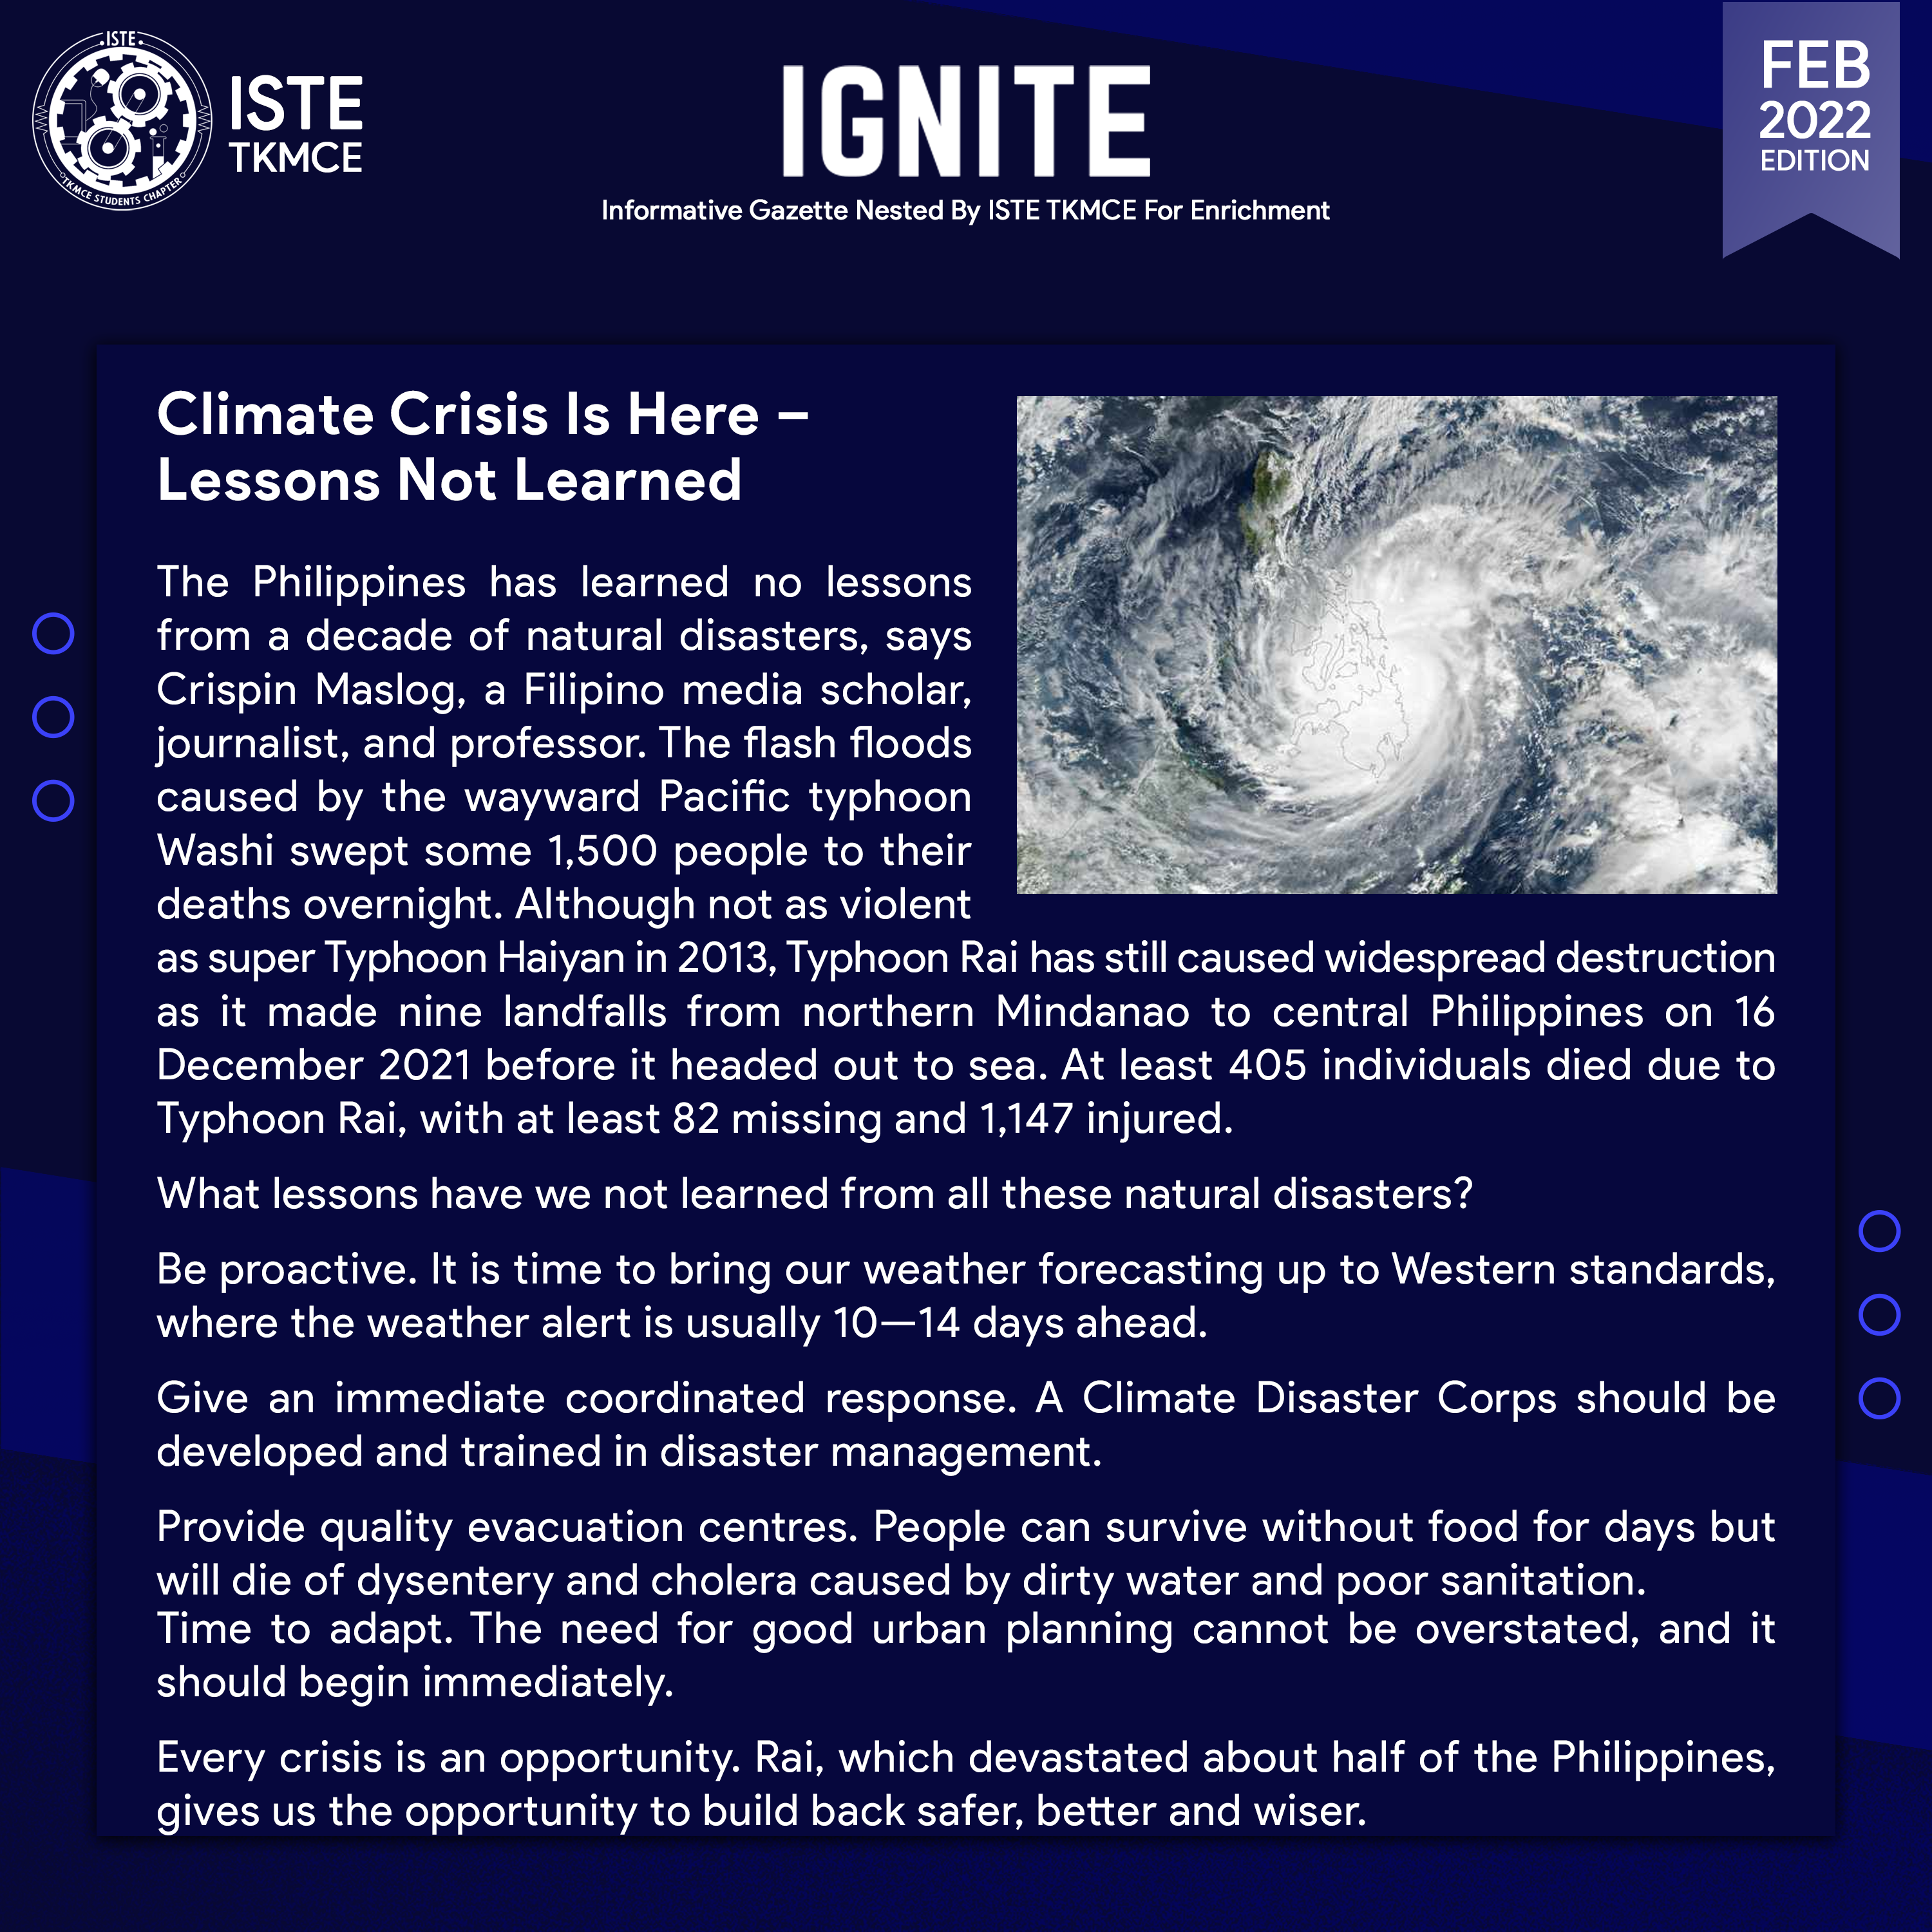 .ISTE.
TKMCE STUDENTS CHAPTER
ISTE
TKMCE
IGNITE
Informative Gazette Nested By ISTE TKMCE For Enrichment
FEB
2022
EDITION
Climate Crisis Is Here –
Lessons Not Learned
The Philippines has learned no lessons
from a decade of natural disasters, says
Crispin Maslog, a Filipino media scholar,
journalist, and professor. The flash floods
caused by the wayward Pacific typhoon
Washi swept some 1,500 people to their
deaths overnight. Although not as violent
as super Typhoon Haiyan in 2013, Typhoon Rai has still caused widespread destruction
as it made nine landfalls from northern Mindanao to central Philippines on 16
December 2021 before it headed out to sea. At least 405 individuals died due to
Typhoon Rai, with at least 82 missing and 1,147 injured.
What lessons have we not learned from all these natural disasters?
Be proactive. It is time to bring our weather forecasting up to Western standards,
where the weather alert is usually 10—14 days ahead.
Give an immediate coordinated response. A Climate Disaster Corps should be
developed and trained in disaster management.
Provide quality evacuation centres. People can survive without food for days but
will die of dysentery and cholera caused by dirty water and poor sanitation.
Time to adapt. The need for good urban planning cannot be overstated, and it
should begin immediately.
Every crisis is an opportunity. Rai, which devastated about half of the Philippines,
gives us the opportunity to build back safer, better and wiser.